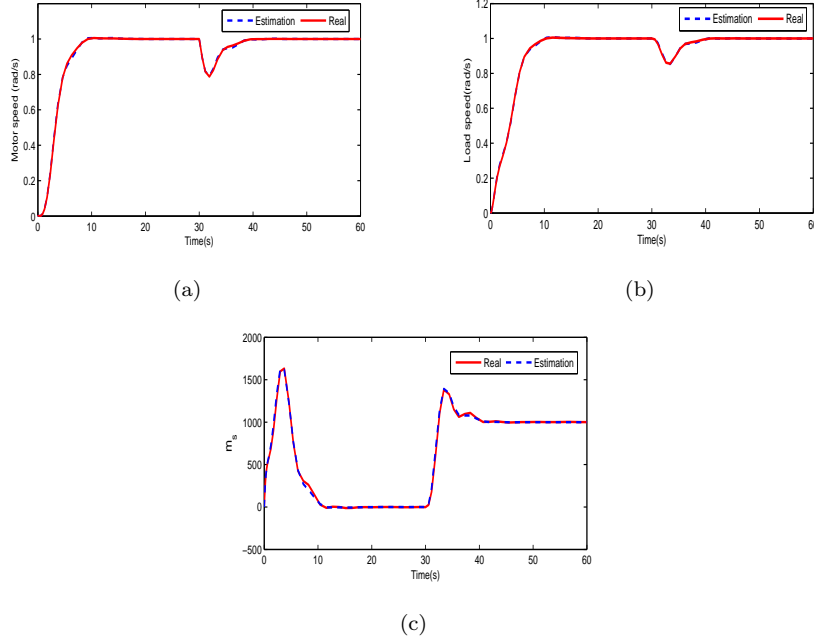 Estimation Real
Motor speed (rad/s)
1
0.8
0.6
0.4
0.2
0
0 10 20 30 40 50 60
Time(s)
(a)
Estimation Real
Load speed(rad/s)
1.2
1
0.8
0.6
0.4
0.2
0
0 10 20 30 40 50 60
Time(s)
(b)
Real Estimation
m_s
2000
1500
1000
500
0
−500
0 10 20 30 40 50 60
Time(s)
(c)